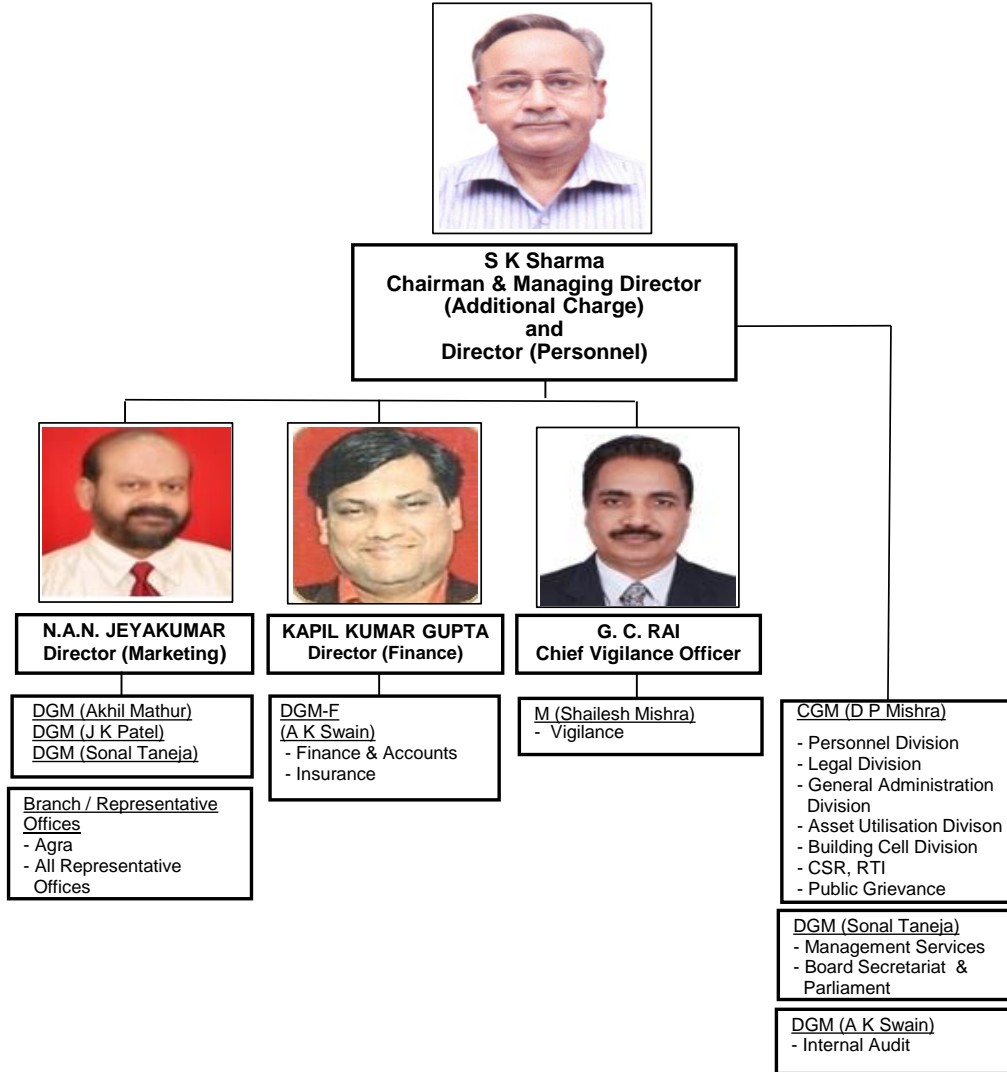 S K Sharma
Chairman & Managing Director
(Additional Charge)
and
Director (Personnel)
N.A.N. JEYAKUMAR
Director (Marketing)
KAPIL KUMAR GUPTA
Director (Finance)
G. C. RAI
Chief Vigilance Officer
DGM (Akhil Mathur)
DGM (J K Patel)
DGM (Sonal Taneja)
Branch / Representative
Offices
- Agra
- All Representative
Offices
DGM-F
(A K Swain)
- Finance & Accounts
- Insurance
M (Shailesh Mishra)
- Vigilance
CGM (D P Mishra)
- Personnel Division
- Legal Division
- General Administration
Division
- Asset Utilisation Divison
- Building Cell Division
- CSR, RTI
- Public Grievance
DGM (Sonal Taneja)
- Management Services
- Board Secretariat &
Parliament
DGM (A K Swain)
- Internal Audit